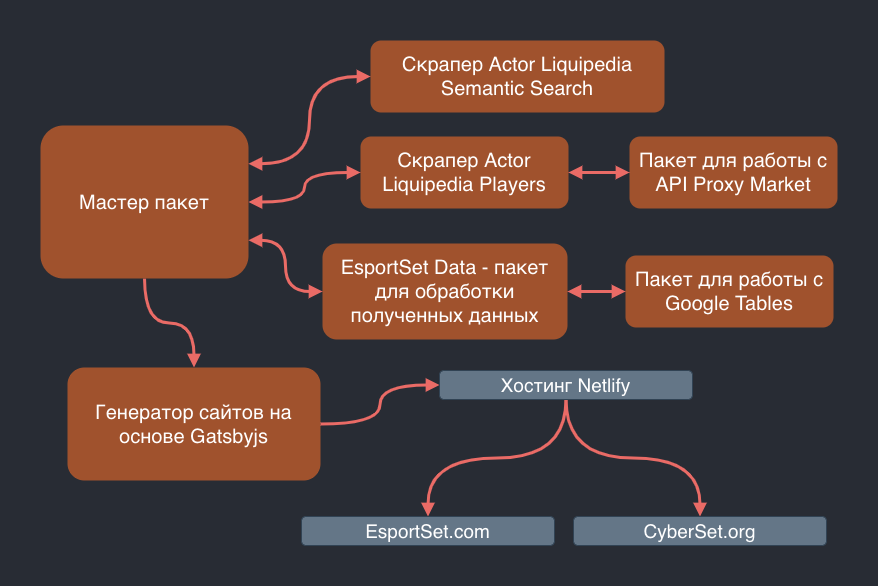 Скрапер Actor Liquipedia
Semantic Search
Мастер пакет
Скрапер Actor
Liquipedia Players
Пакет для работы с
API Proxy Market
EsportSet Data - пакет
для обработки
полученных данных
Пакет для работы с
Google Tables
Генератор сайтов на
основе Gatsbyjs
Хостинг Netlify
EsportSet.com
CyberSet.org